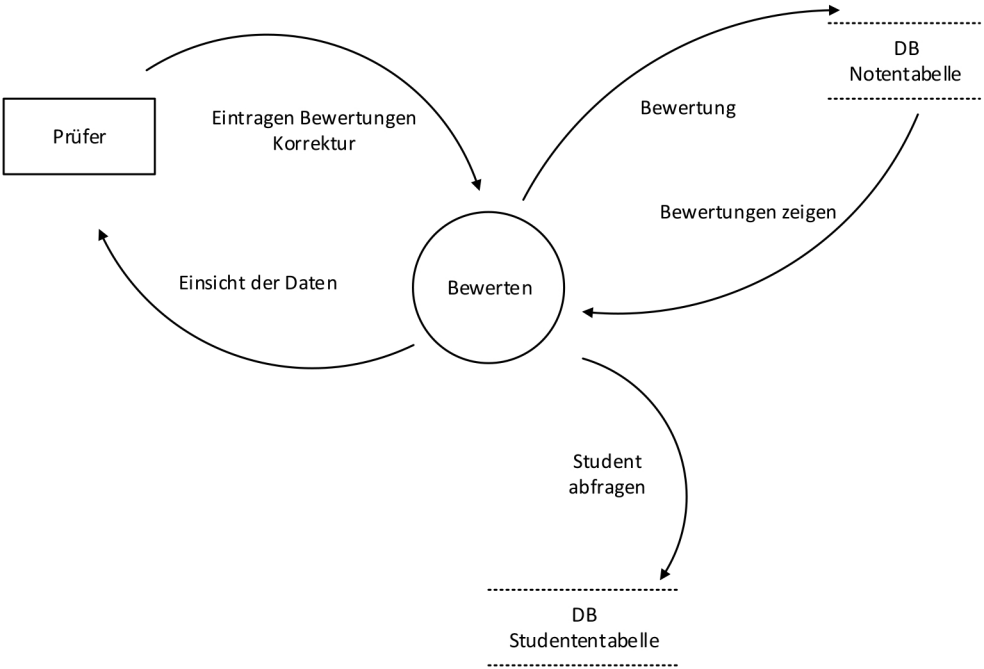 DB
Notentabelle
Bewertung
Eintragen Bewertungen
Korrektur
Prüfer
Bewertungen zeigen
Einsicht der Daten
Bewerten
Student
abfragen
DB
Studententabelle